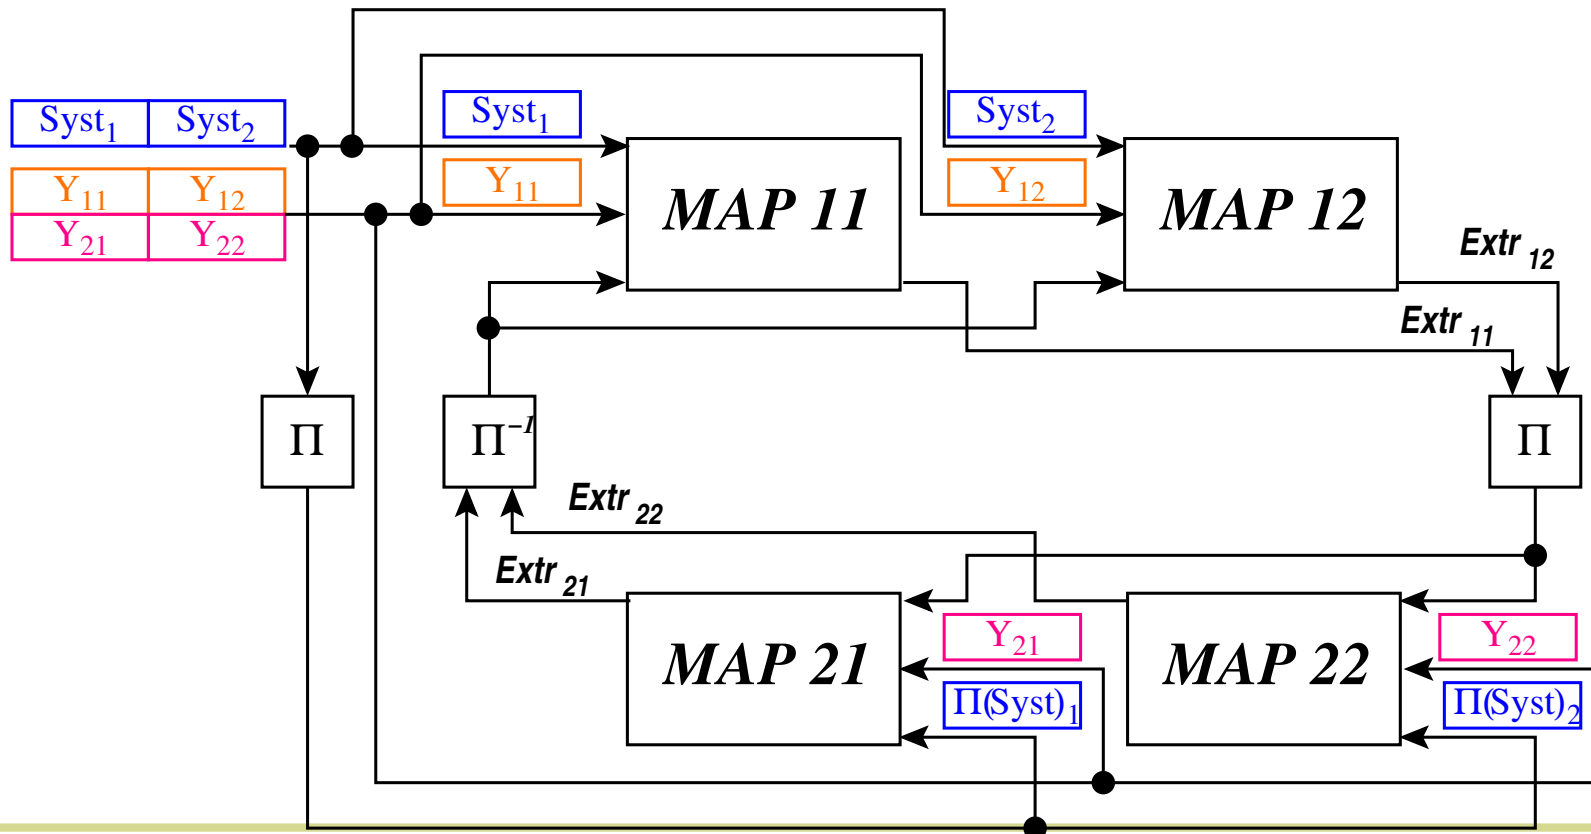 Syst₁ Syst₂ Syst₁ Syst₂
Y₁₁ Y₁₂ Y₁₁ Y₁₂
Y₂₁ Y₂₂
MAP 11 MAP 12
Extr ₁₂
Extr ₁₁
Π Π⁻¹ Π
Extr ₂₂
Extr ₂₁
Y₂₁ Y₂₂
MAP 21 MAP 22
Π(Syst)₁ Π(Syst)₂